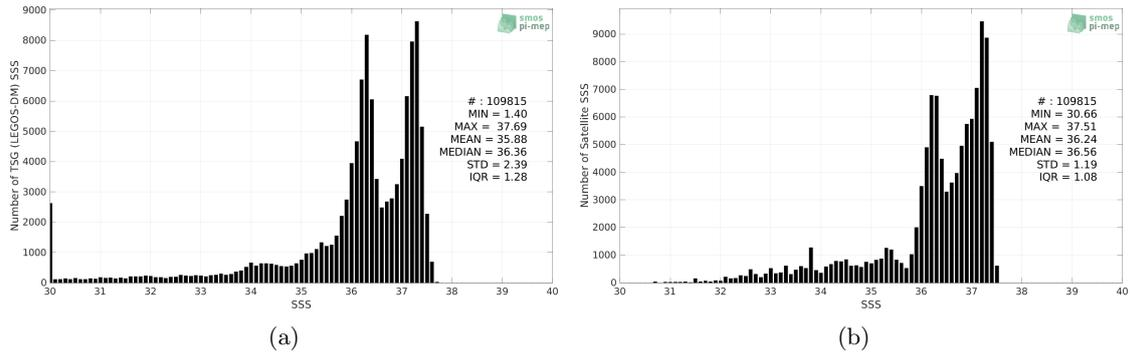 9000
8000
7000
6000
5000
4000
3000
2000
1000
0
Number of TSG (LEGOS-DM) SSS
30 31 32 33 34 35 36 37 38 39 40
SSS
smos
pi-mep
# : 109815
MIN = 1.40
MAX = 37.69
MEAN = 35.88
MEDIAN = 36.36
STD = 2.39
IQR = 1.28
(a)
9000
8000
7000
6000
5000
4000
3000
2000
1000
0
Number of Satellite SSS
30 31 32 33 34 35 36 37 38 39 40
SSS
smos
pi-mep
# : 109815
MIN = 30.66
MAX = 37.51
MEAN = 36.24
MEDIAN = 36.56
STD = 1.19
IQR = 1.08
(b)